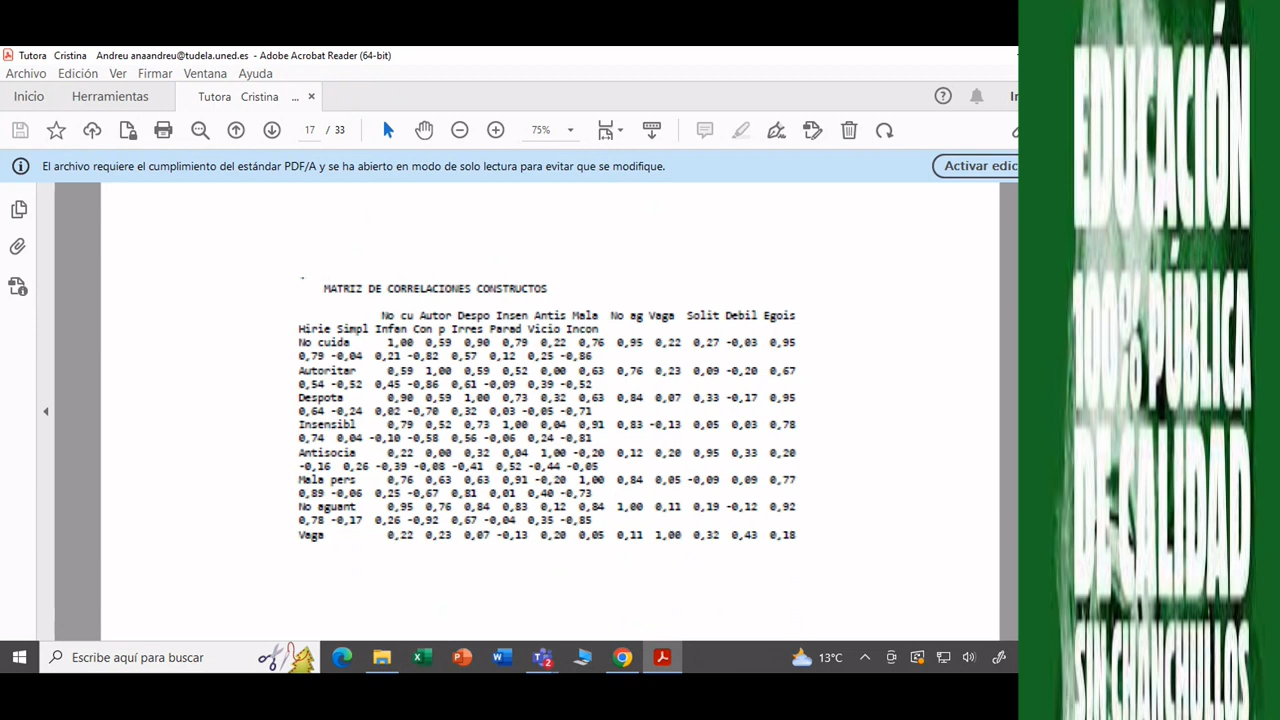 Tutora Cristina Andreu anaandreu@tudela.uned.es - Adobe Acrobat Reader (64-bit)
Archivo Edición Ver Firmar Ventana Ayuda
Inicio Herramientas Tutora Cristina ... ×
17 / 33 75%
El archivo requiere el cumplimiento del estándar PDF/A y se ha abierto en modo de solo lectura para evitar que se modifique.
Activar edic
MATRIZ DE CORRELACIONES CONSTRUCTOS
No cu Autor Despo Insen Antis Mala No ag Vaga Solit Debil Egois
Hirie Simpl Infan Con p Irres Parad Vicio Incon
No cuida 1,00 0,59 0,90 0,79 0,22 0,76 0,95 0,22 0,27 -0,03 0,95
0,79 -0,04 0,21 -0,82 0,57 0,12 0,25 -0,86
Autoritar 0,59 1,00 0,59 0,52 0,00 0,63 0,76 0,23 0,09 -0,20 0,67
0,54 -0,52 0,45 -0,86 0,61 -0,09 0,39 -0,52
Despota 0,90 0,59 1,00 0,73 0,32 0,63 0,84 0,07 0,33 -0,17 0,95
0,64 -0,24 0,02 -0,70 0,32 0,03 -0,05 -0,71
Insensibl 0,79 0,52 0,73 1,00 0,04 0,91 0,83 -0,13 0,05 0,03 0,78
0,74 0,04 -0,10 -0,58 0,56 -0,06 0,24 -0,81
Antisocia 0,22 0,00 0,32 0,04 1,00 -0,20 0,12 0,20 0,95 0,33 0,20
-0,16 0,26 -0,39 -0,08 -0,41 0,52 -0,44 -0,05
Mala pers 0,76 0,63 0,63 0,91 -0,20 1,00 0,84 0,05 -0,09 0,09 0,77
0,89 -0,06 0,25 -0,67 0,81 0,01 0,40 -0,73
No aguant 0,95 0,76 0,84 0,83 0,12 0,84 1,00 0,11 0,19 -0,12 0,92
0,78 -0,17 0,26 -0,92 0,67 -0,04 0,35 -0,85
Vaga 0,22 0,23 0,07 -0,13 0,20 0,05 0,11 1,00 0,32 0,43 0,18
Escribe aquí para buscar
13°C
EDUCACIÓN
100% PÚBLICA
DE CALIDAD
SIN CHANCHULLOS